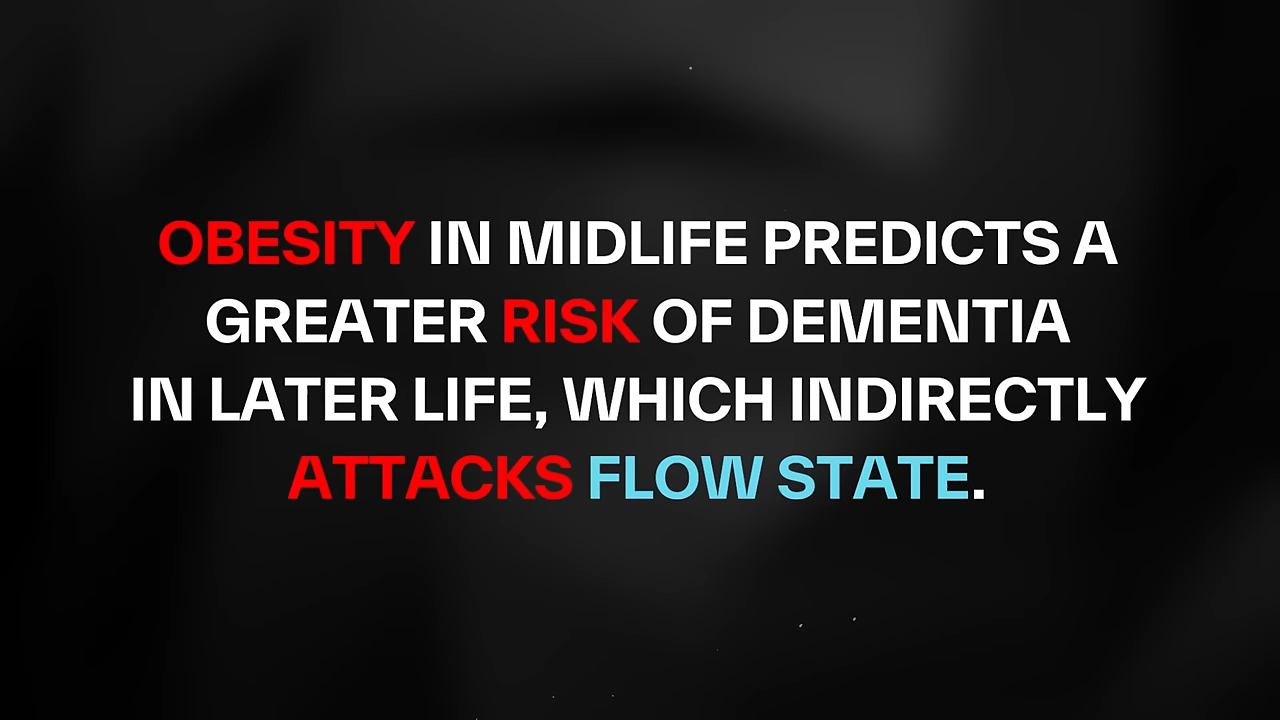 OBESITY IN MIDLIFE PREDICTS A
GREATER RISK OF DEMENTIA
IN LATER LIFE, WHICH INDIRECTLY
ATTACKS FLOW STATE.